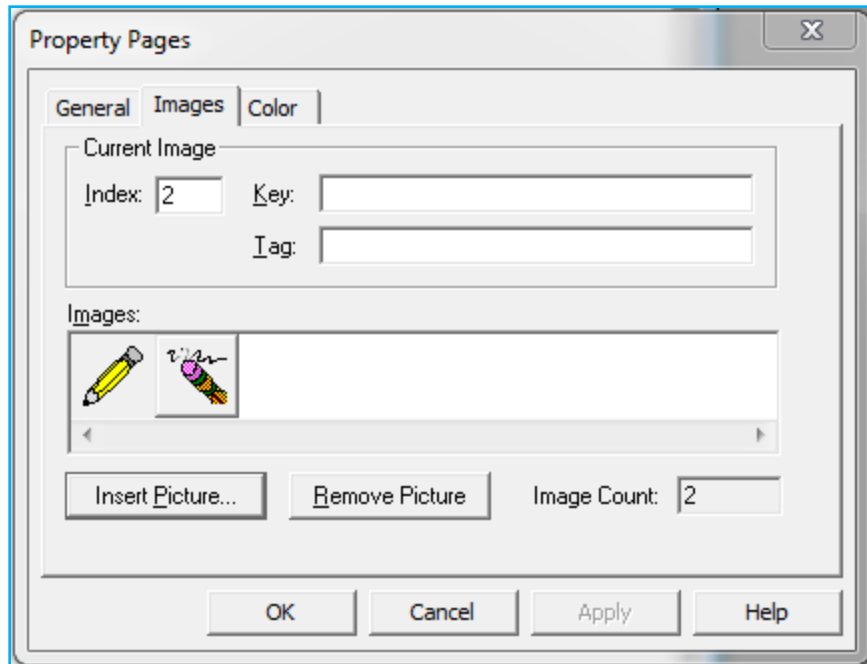 Property Pages
General Images Color
Current Image
Index: 2 Key:
Tag:
Images:
Insert Picture... Remove Picture Image Count: 2
OK Cancel Apply Help